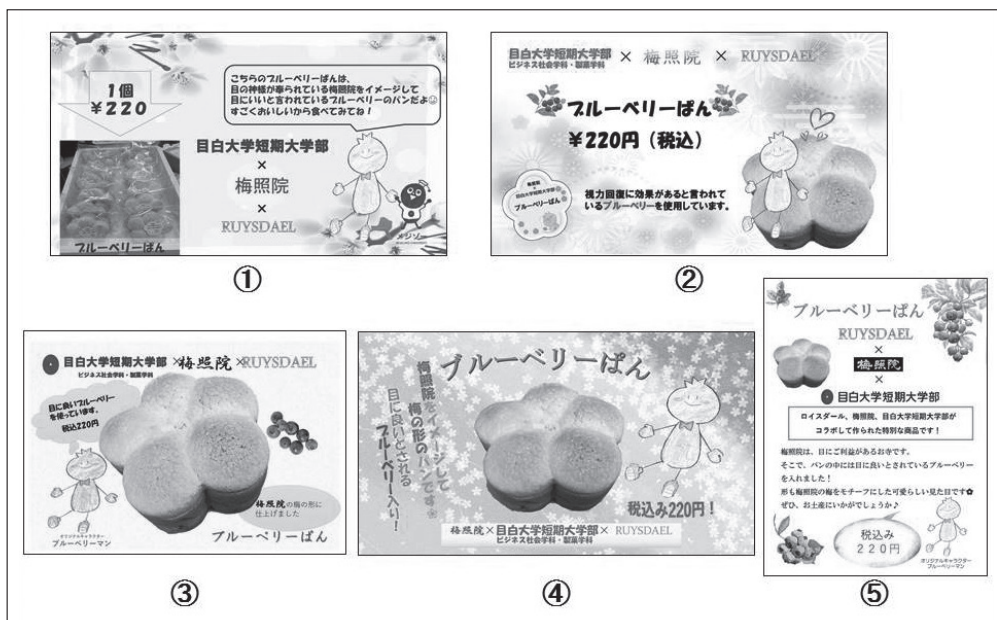 1個
¥220
こちらのブルーベリーぱんは、
目の神様が奉られている梅照院をイメージして
目にいいと言われているブルーベリーのパンだよ☺
すごくおいしいから食べてみてね！
目白大学短期大学部
×
梅照院
×
RUYSDAEL
ブルーベリーぱん
メジゾー
①
目白大学短期大学部 × 梅照院 × RUYSDAEL
ビジネス社会学科・製菓学科
ブルーベリーぱん
¥220円（税込）
梅照院
×
目白大学短期大学部
ブルーベリーぱん
視力回復に効果があると言われて
いるブルーベリーを使用しています。
②
目白大学短期大学部×梅照院×RUYSDAEL
ビジネス社会学科・製菓学科
目に良いブルーベリー
を使っています。
税込220円
梅照院の梅の形に
仕上げました
オリジナルキャラクター
ブルーベリーマン
ブルーベリーぱん
③
ブルーベリーぱん
梅照院をイメージして
梅の形のパンです✿
目に良いとされる
ブルーベリー入り！
税込み220円！
梅照院×目白大学短期大学部×RUYSDAEL
ビジネス社会学科・製菓学科
④
ブルーベリーぱん
RUYSDAEL
×
梅照院
×
目白大学短期大学部
ロイスダール、梅照院、目白大学短期大学部が
コラボして作られた特別な商品です！
梅照院は、目にご利益があるお寺です。
そこで、パンの中には目に良いとされているブルーベリー
を入れました！
形も梅照院の梅をモチーフにした可愛らしい見た目です✿
ぜひ、お土産にいかがでしょうか♪
税込み
220円
オリジナルキャラクター
ブルーベリーマン
⑤